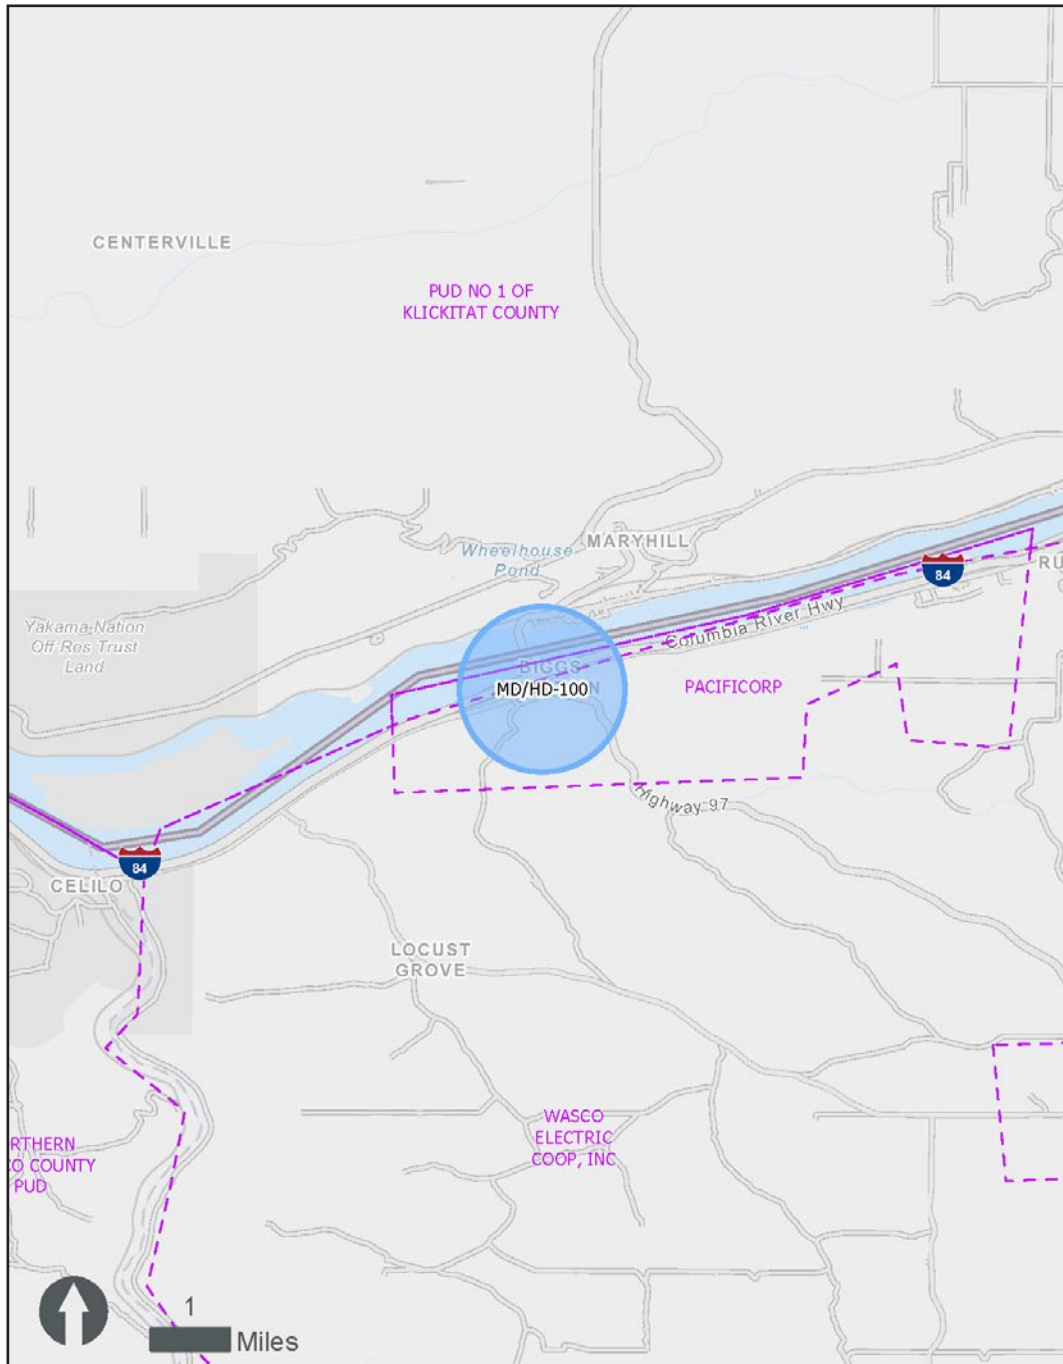 CENTERVILLE
PUD NO 1 OF
KLICKITAT COUNTY
Wheelhouse
Pond
MARYHILL
84
RU
Yakama Nation
Off Res Trust
Land
Columbia River Hwy
BIGGS
MD/HD-100
N
PACIFICORP
Highway 97
84
CELILO
LOCUST
GROVE
WASCO
ELECTRIC
COOP, INC
RTHERN
CO COUNTY
PUD
1
Miles